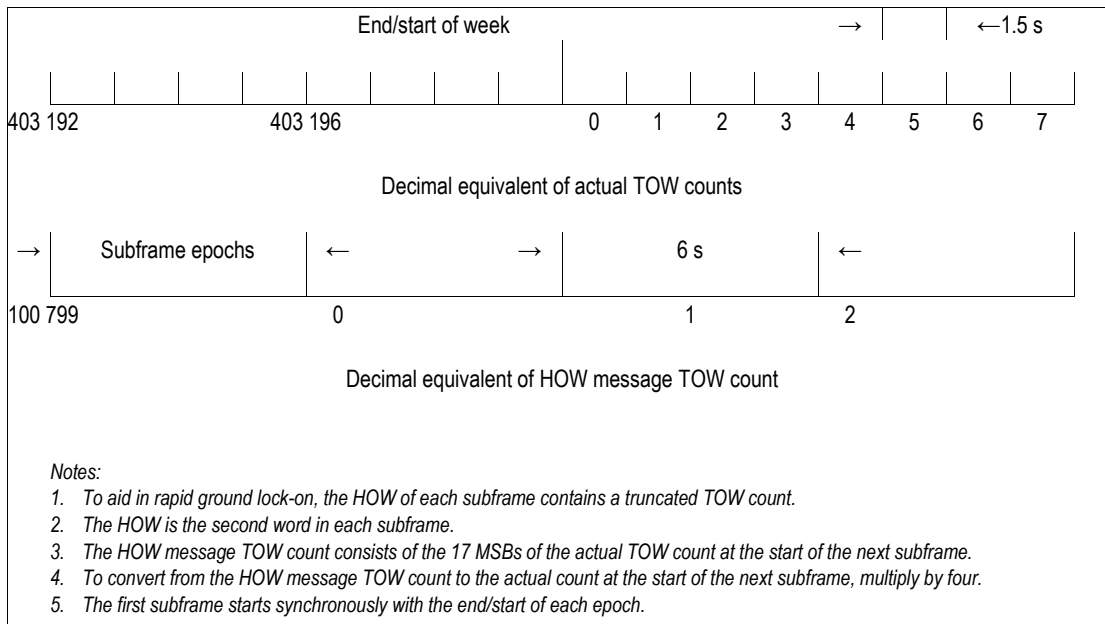 End/start of week → ←1.5 s
403 192 403 196 0 1 2 3 4 5 6 7
Decimal equivalent of actual TOW counts
→ Subframe epochs ← → 6 s ←
100 799 0 1 2
Decimal equivalent of HOW message TOW count
Notes:
1. To aid in rapid ground lock-on, the HOW of each subframe contains a truncated TOW count.
2. The HOW is the second word in each subframe.
3. The HOW message TOW count consists of the 17 MSBs of the actual TOW count at the start of the next subframe.
4. To convert from the HOW message TOW count to the actual count at the start of the next subframe, multiply by four.
5. The first subframe starts synchronously with the end/start of each epoch.